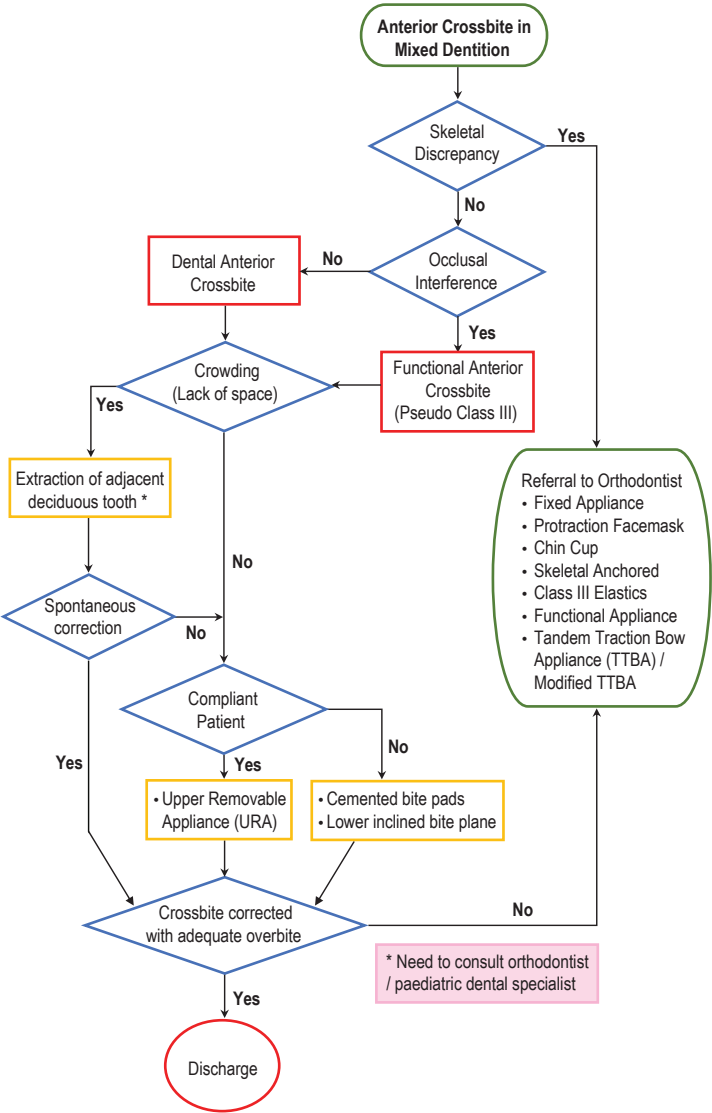 Anterior Crossbite in
Mixed Dentition
Skeletal
Discrepancy
Yes
No
Occlusal
Interference
No
Dental Anterior
Crossbite
Yes
Functional Anterior
Crossbite
(Pseudo Class III)
Crowding
(Lack of space)
Yes
Extraction of adjacent
deciduous tooth *
No
Spontaneous
correction
No
Yes
Compliant
Patient
Yes
No
• Upper Removable
Appliance (URA)
• Cemented bite pads
• Lower inclined bite plane
Referral to Orthodontist
• Fixed Appliance
• Protraction Facemask
• Chin Cup
• Skeletal Anchored
• Class III Elastics
• Functional Appliance
• Tandem Traction Bow
Appliance (TTBA) /
Modified TTBA
Crossbite corrected
with adequate overbite
No
* Need to consult orthodontist
/ paediatric dental specialist
Yes
Discharge